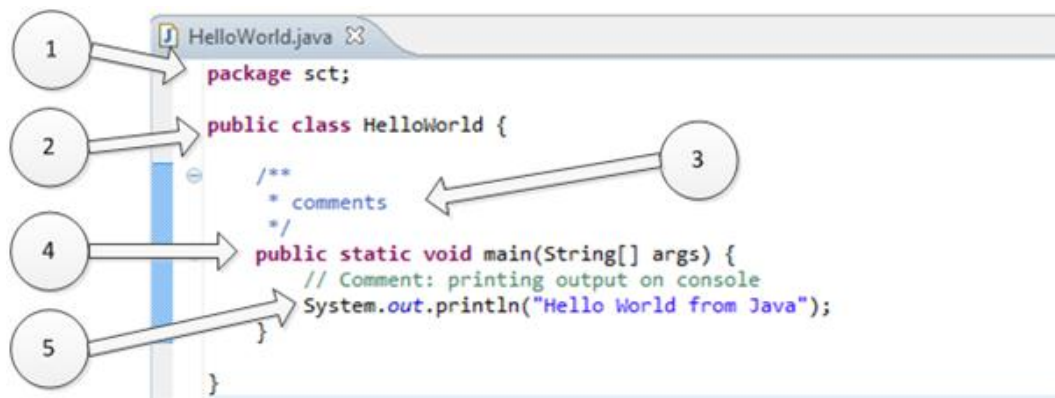 HelloWorld.java
1
package sct;
2
public class HelloWorld {
3
/**
* comments
*/
4
public static void main(String[] args) {
// Comment: printing output on console
System.out.println("Hello World from Java");
5
}
}